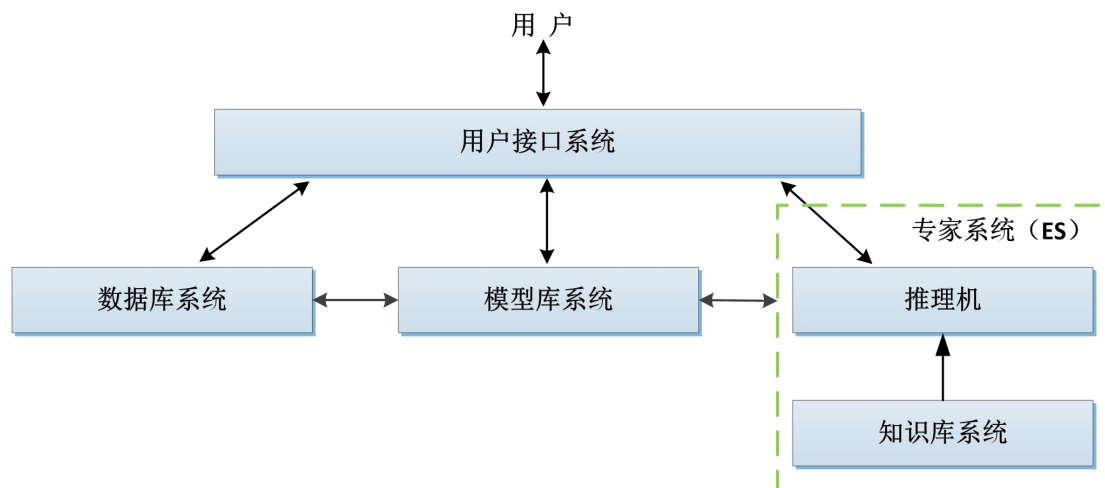 用 户
用户接口系统
专家系统（ES）
数据库系统
模型库系统
推理机
知识库系统